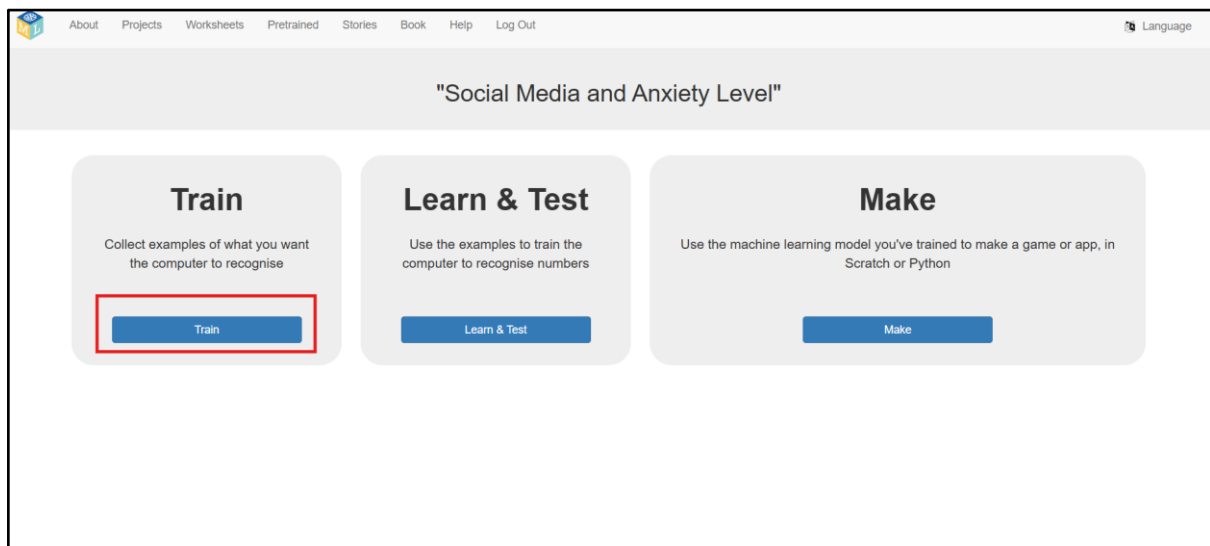 About Projects Worksheets Pretrained Stories Book Help Log Out Language
"Social Media and Anxiety Level"
Train
Collect examples of what you want
the computer to recognise
Train
Learn & Test
Use the examples to train the
computer to recognise numbers
Learn & Test
Make
Use the machine learning model you've trained to make a game or app, in
Scratch or Python
Make